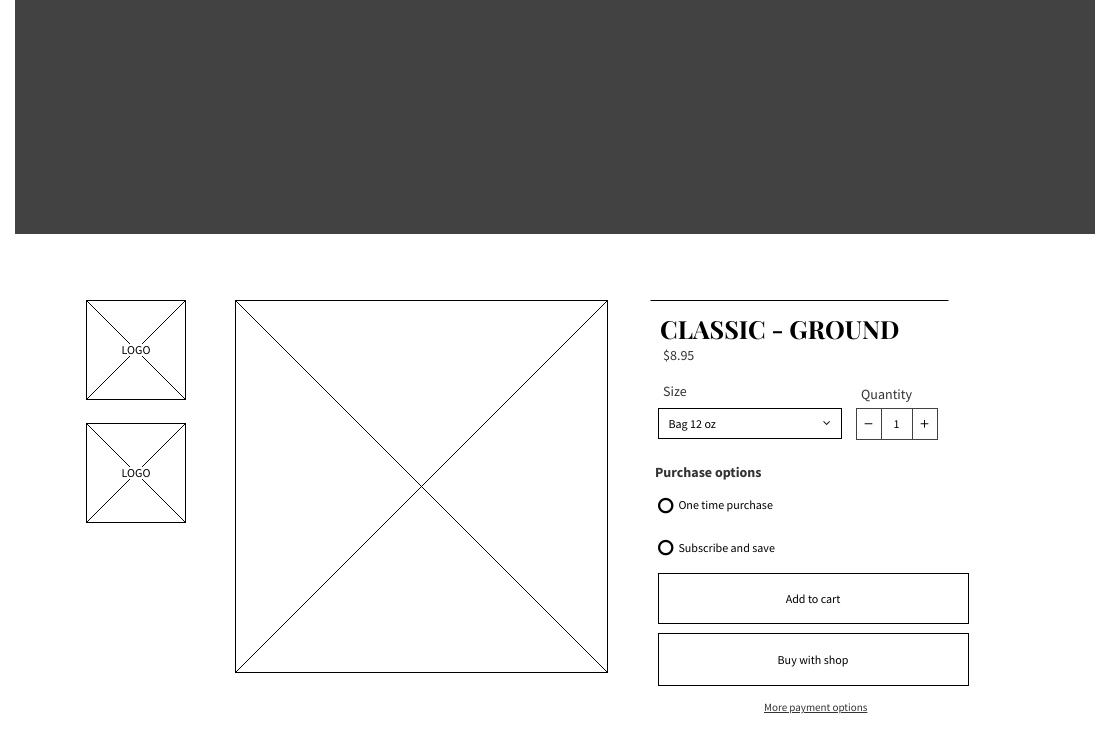 LOGO
LOGO
CLASSIC - GROUND
$8.95
Size
Quantity
Bag 12 oz
− 1 +
Purchase options
One time purchase
Subscribe and save
Add to cart
Buy with shop
More payment options